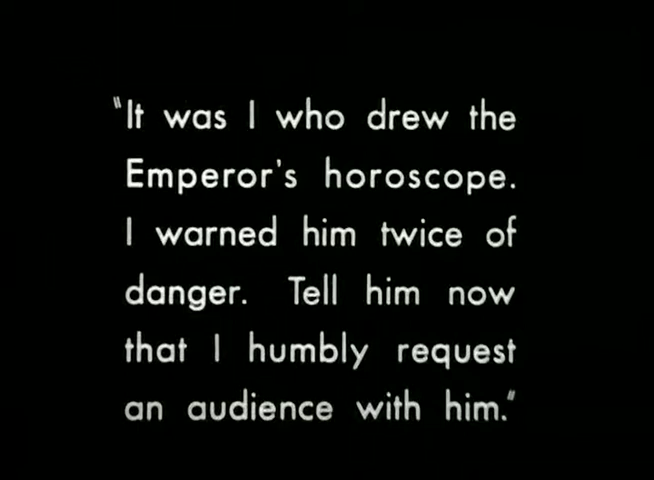 "It was I who drew the
Emperor's horoscope.
I warned him twice of
danger. Tell him now
that I humbly request
an audience with him."